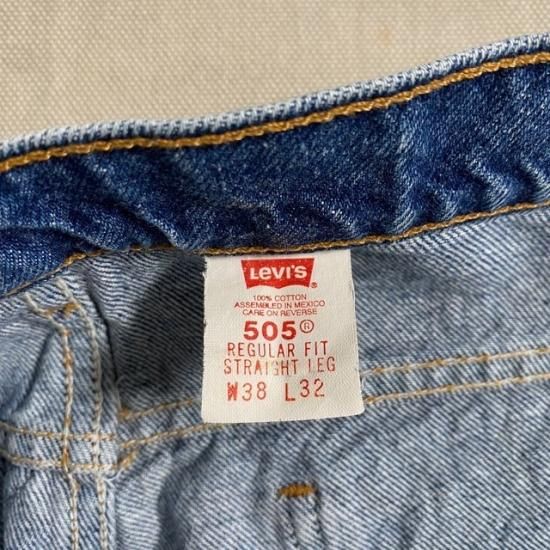 LEVI'S ®
100% COTTON
ASSEMBLED IN MEXICO
CARE ON REVERSE
505®
REGULAR FIT
STRAIGHT LEG
W38 L32